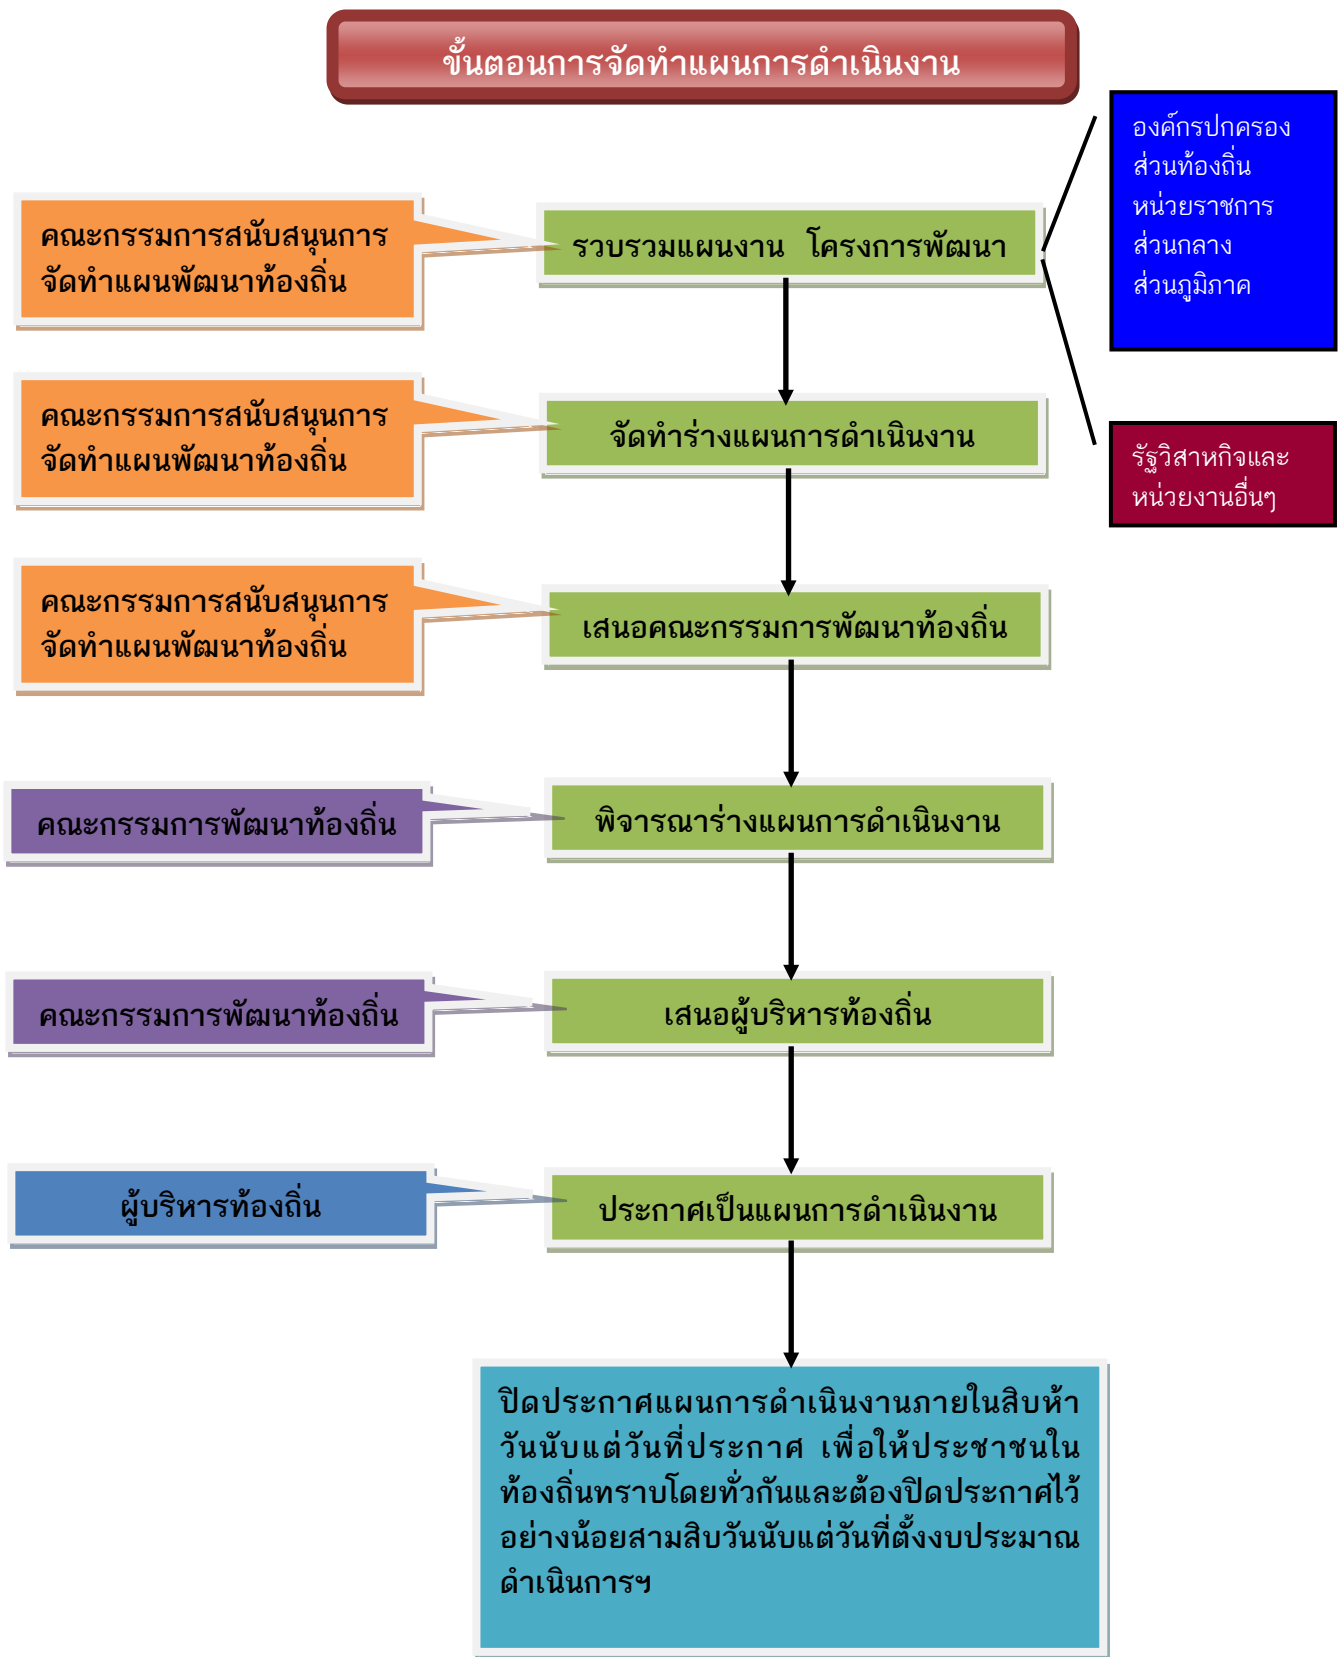 ขั้นตอนการจัดทำแผนการดำเนินงาน
องค์กรปกครอง
ส่วนท้องถิ่น
หน่วยราชการ
ส่วนกลาง
ส่วนภูมิภาค
คณะกรรมการสนับสนุนการ
จัดทำแผนพัฒนาท้องถิ่น
รวบรวมแผนงาน โครงการพัฒนา
คณะกรรมการสนับสนุนการ
จัดทำแผนพัฒนาท้องถิ่น
จัดทำร่างแผนการดำเนินงาน
รัฐวิสาหกิจและ
หน่วยงานอื่นๆ
คณะกรรมการสนับสนุนการ
จัดทำแผนพัฒนาท้องถิ่น
เสนอคณะกรรมการพัฒนาท้องถิ่น
คณะกรรมการพัฒนาท้องถิ่น
พิจารณาร่างแผนการดำเนินงาน
คณะกรรมการพัฒนาท้องถิ่น
เสนอผู้บริหารท้องถิ่น
ผู้บริหารท้องถิ่น
ประกาศเป็นแผนการดำเนินงาน
ปิดประกาศแผนการดำเนินงานภายในสิบห้า
วันนับแต่วันที่ประกาศ เพื่อให้ประชาชนใน
ท้องถิ่นทราบโดยทั่วกันและต้องปิดประกาศไว้
อย่างน้อยสามสิบวันนับแต่วันที่ตั้งงบประมาณ
ดำเนินการฯ